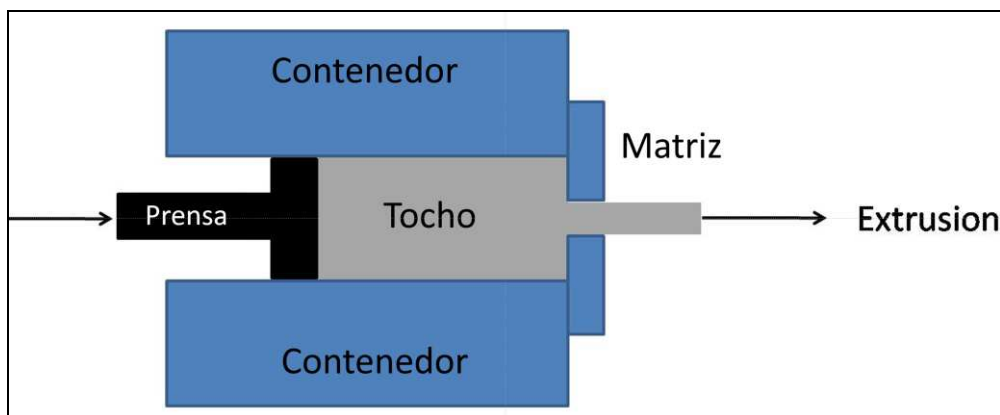 Contenedor
Matriz
Prensa
Tocho
Extrusion
Contenedor